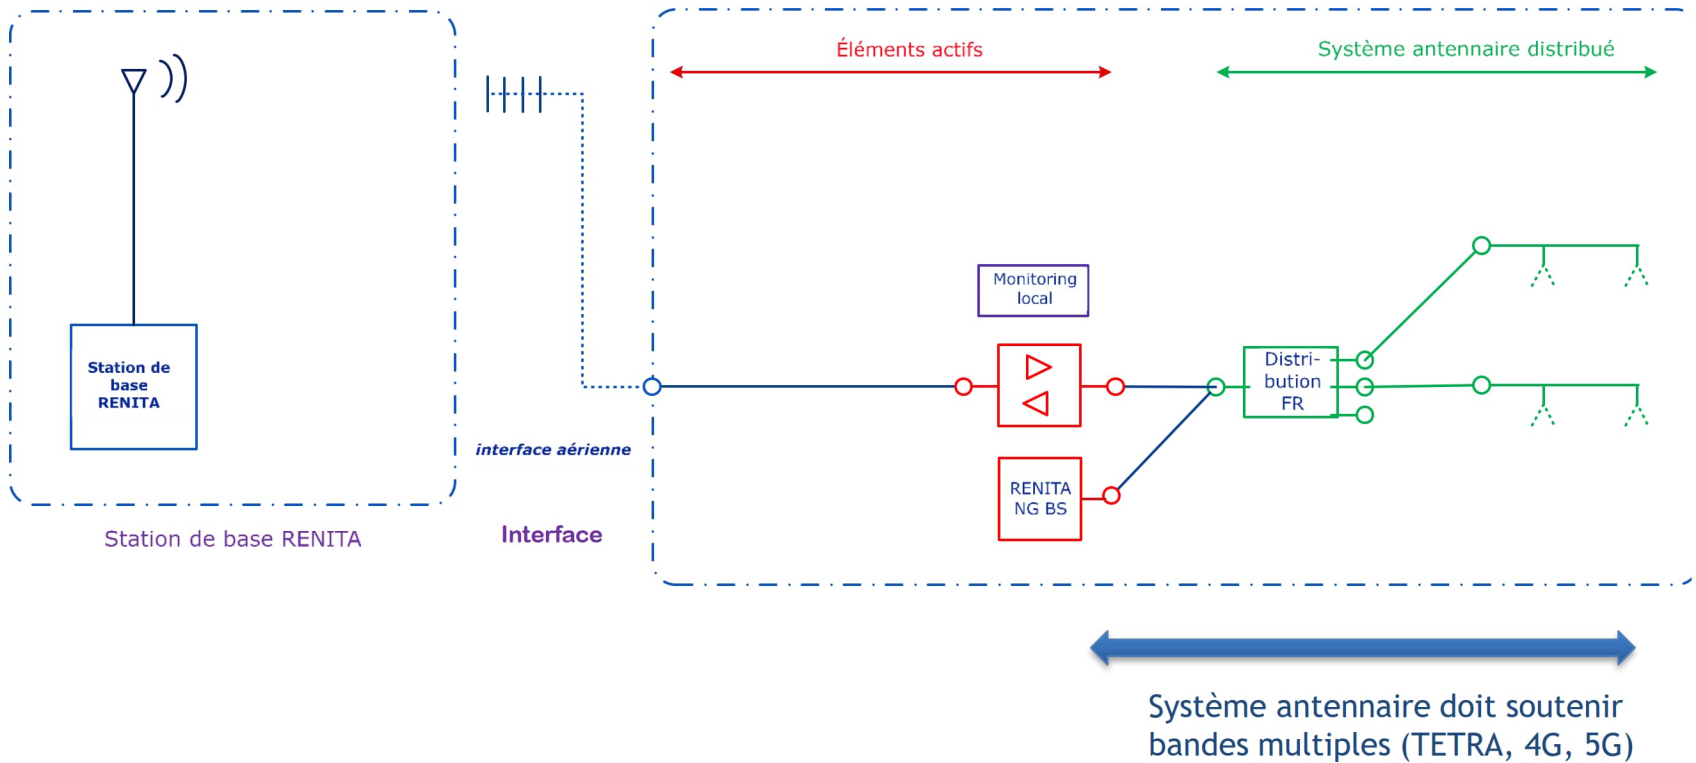 Éléments actifs
Système antennaire distribué
Station de
base
RENITA
interface aérienne
Station de base RENITA
Interface
Monitoring
local
RENITA
NG BS
Distri-
bution
FR
Système antennaire doit soutenir
bandes multiples (TETRA, 4G, 5G)